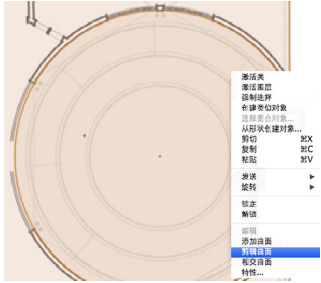 激活类
激活图层
强制选择
创建类似对象
选择重合对象...
从形状创建对象...
剪切 ⌘X
复制 ⌘C
粘贴 ⌘V
发送 ▶
旋转 ▶
锁定
解锁
编辑
添加曲面
剪辑曲面
相交曲面
特性...